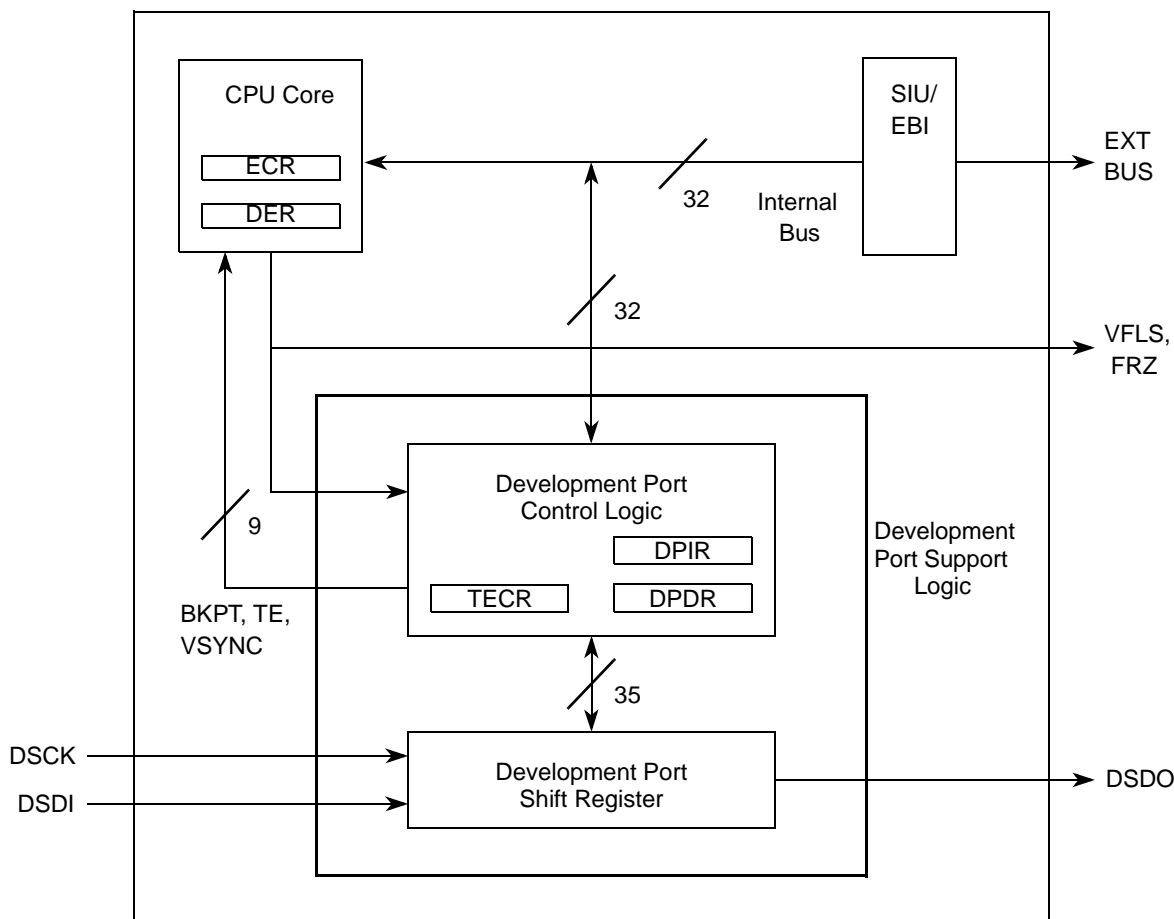 CPU Core
ECR
DER
SIU/
EBI
EXT
BUS
32
Internal
Bus
32
VFLS,
FRZ
9
BKPT, TE,
VSYNC
Development Port
Control Logic
DPIR
TECR
DPDR
Development
Port Support
Logic
35
DSCK
DSDI
Development Port
Shift Register
DSDO